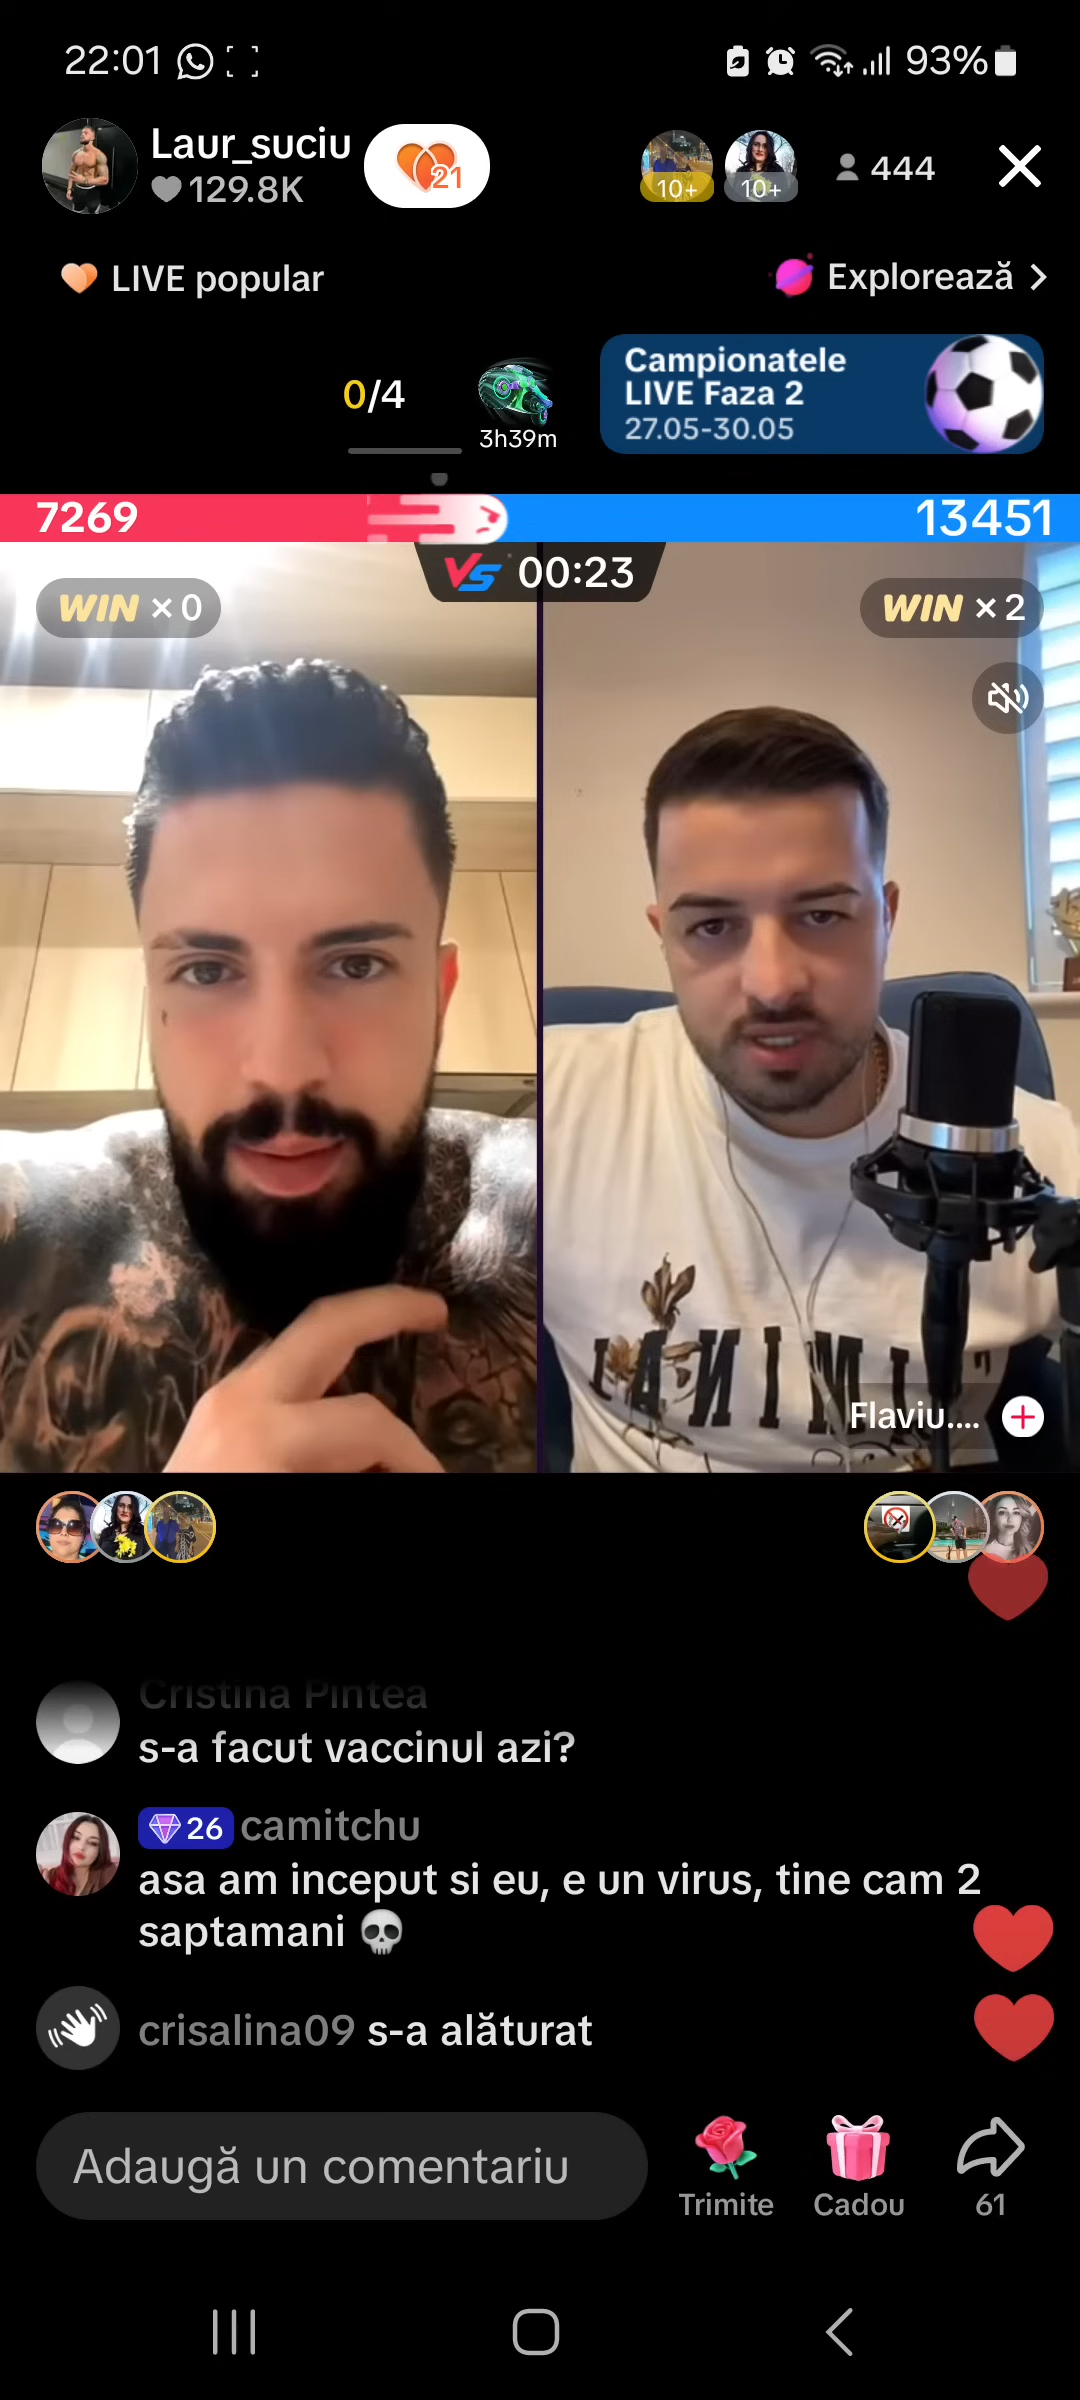 22:01
93%
Laur_suciu
129.8K
21
10+
10+
444
LIVE popular
Explorează
0/4
3h39m
Campionatele
LIVE Faza 2
27.05-30.05
7269
13451
VS 00:23
WIN × 0
WIN × 2
Flaviu....
Cristina Pintea
s-a facut vaccinul azi?
26 camitchu
asa am inceput si eu, e un virus, tine cam 2
saptamani 💀
crisalina09 s-a alăturat
Adaugă un comentariu
Trimite
Cadou
61